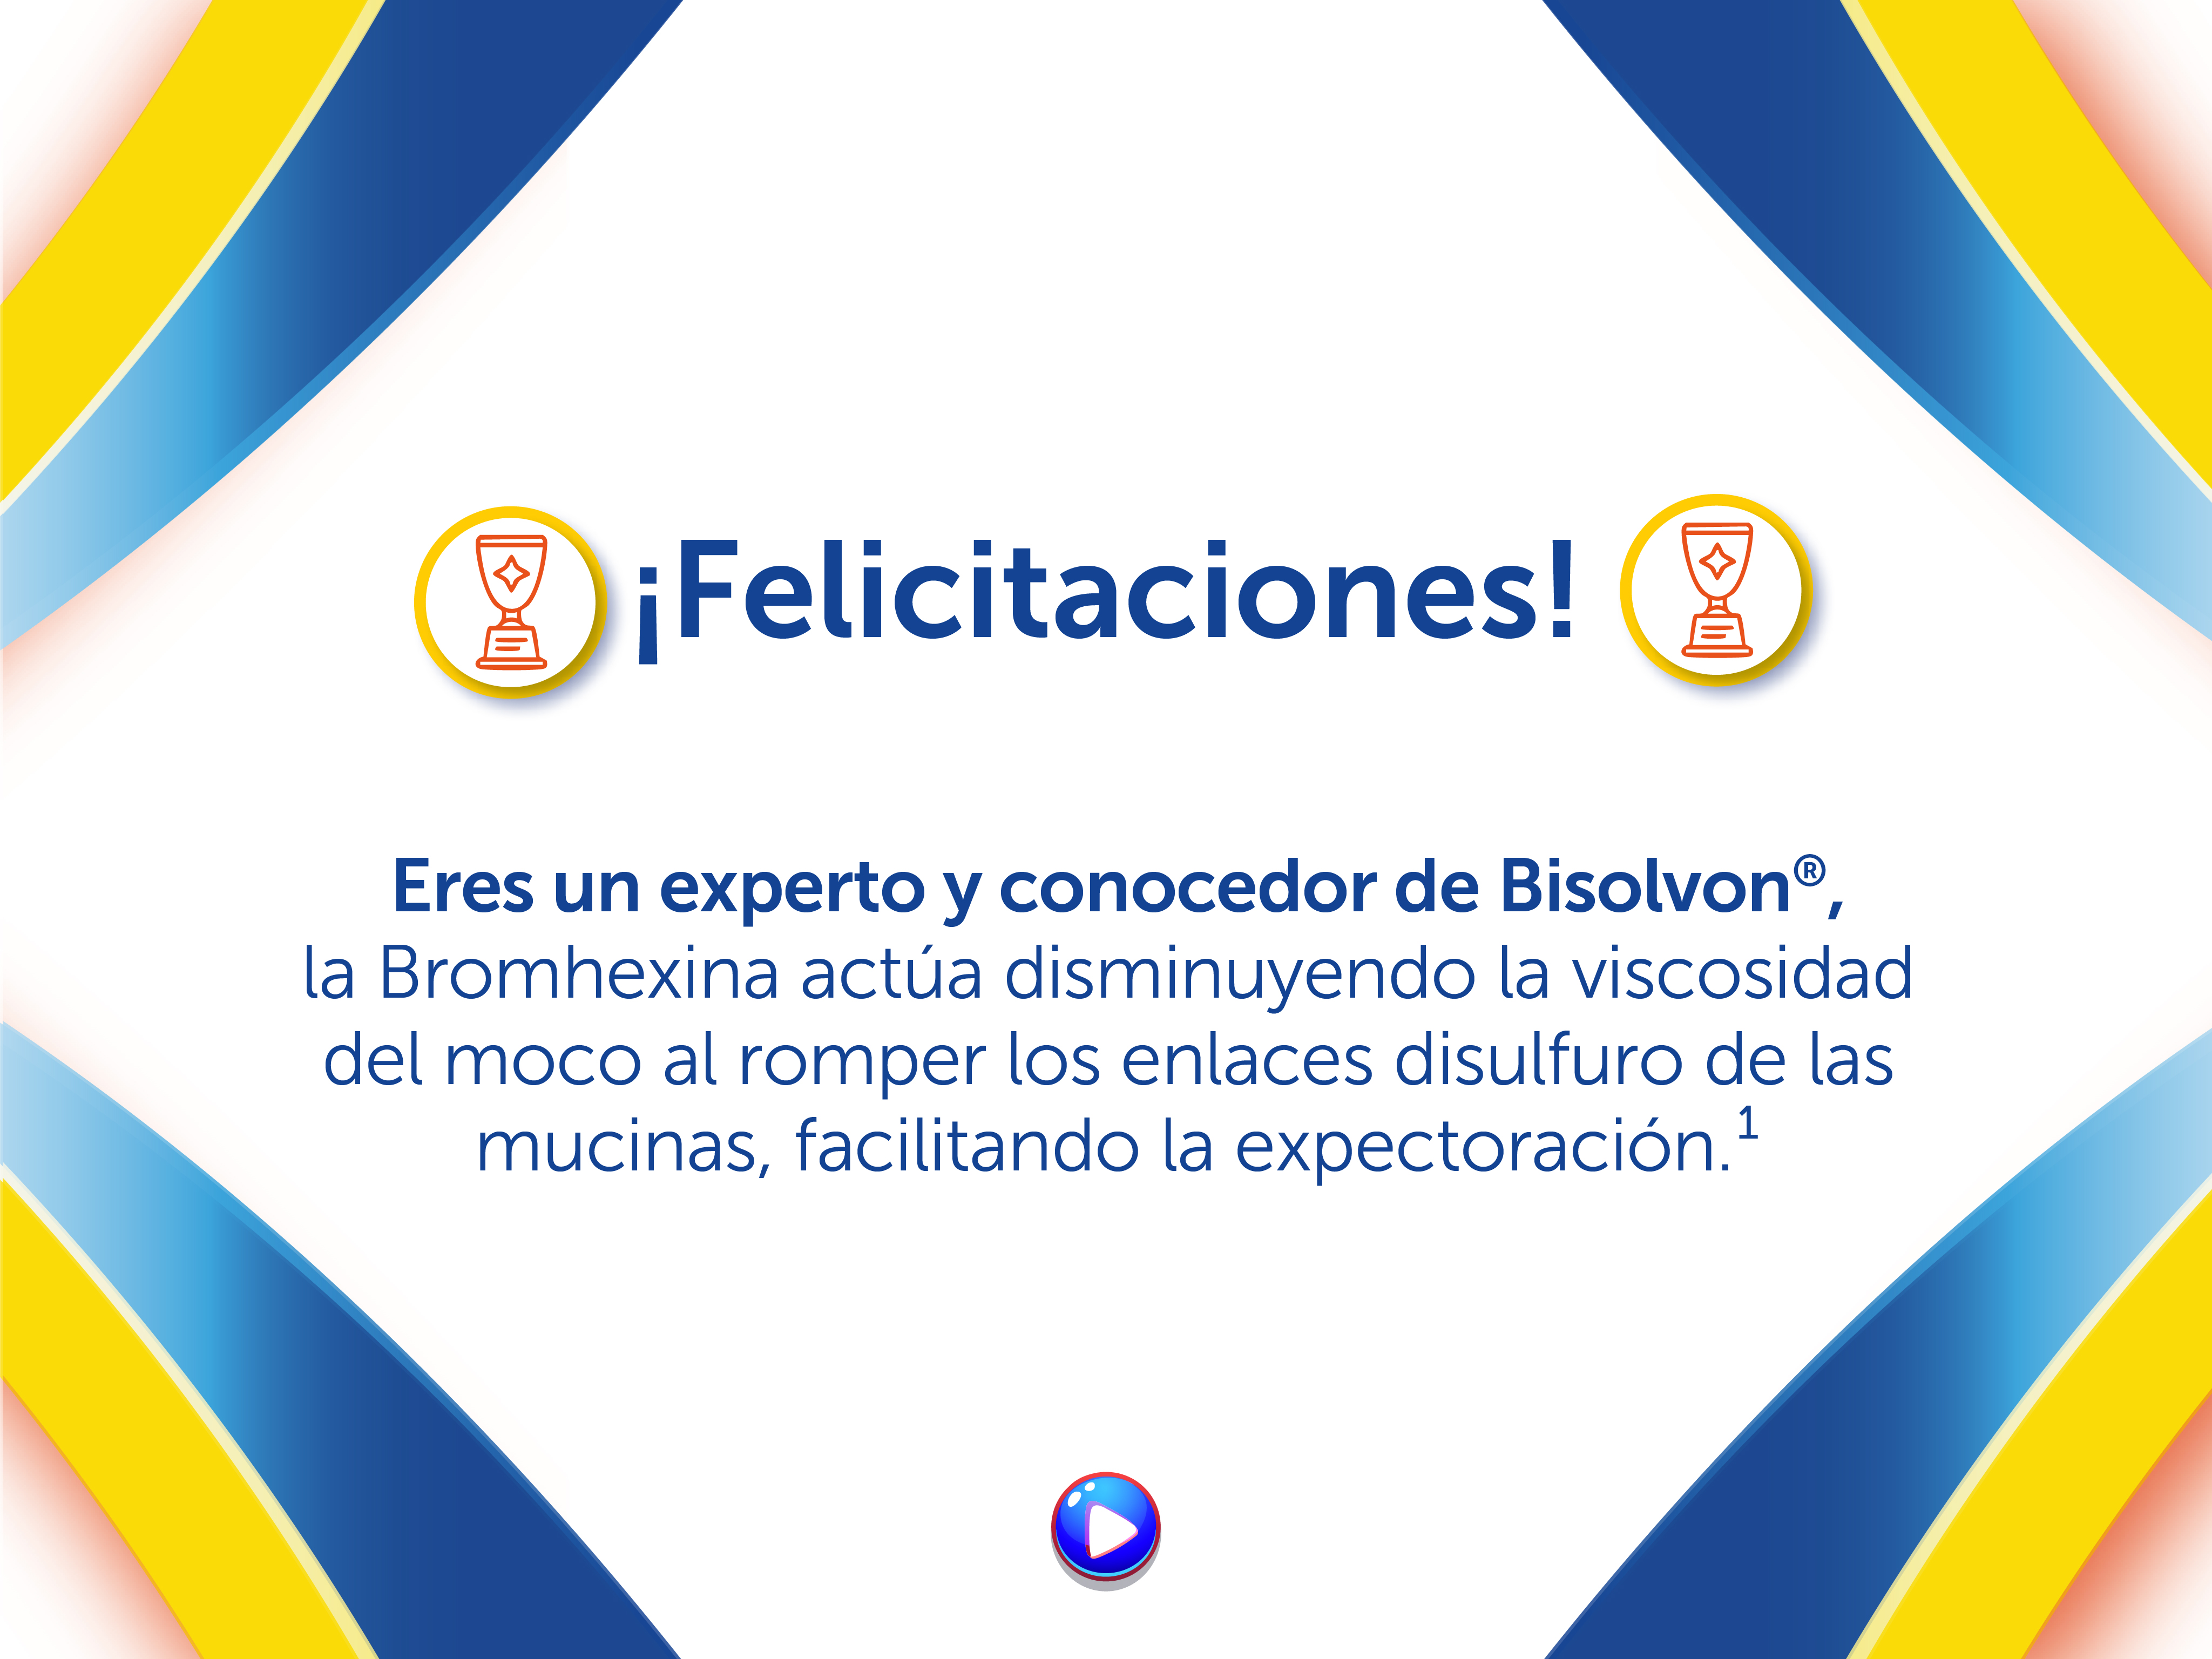 ¡Felicitaciones!
Eres un experto y conocedor de Bisolvon®,
la Bromhexina actúa disminuyendo la viscosidad
del moco al romper los enlaces disulfuro de las
mucinas, facilitando la expectoración.¹